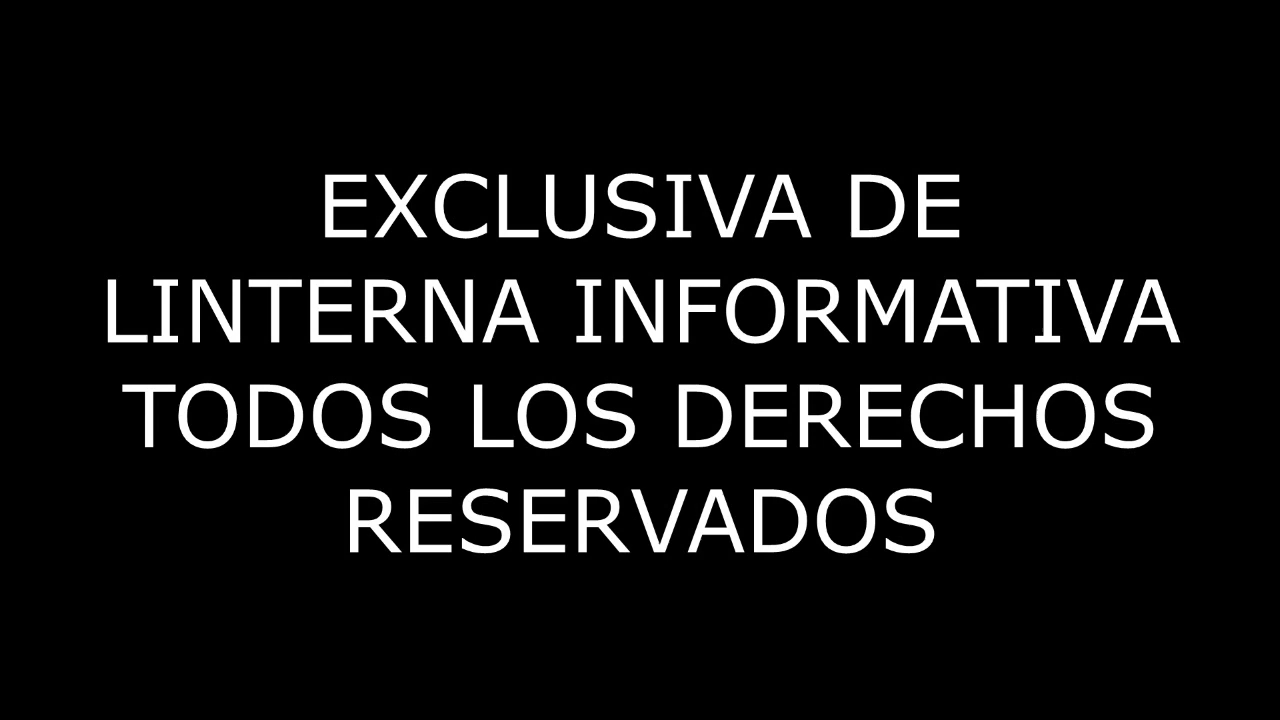 EXCLUSIVA DE
LINTERNA INFORMATIVA
TODOS LOS DERECHOS
RESERVADOS